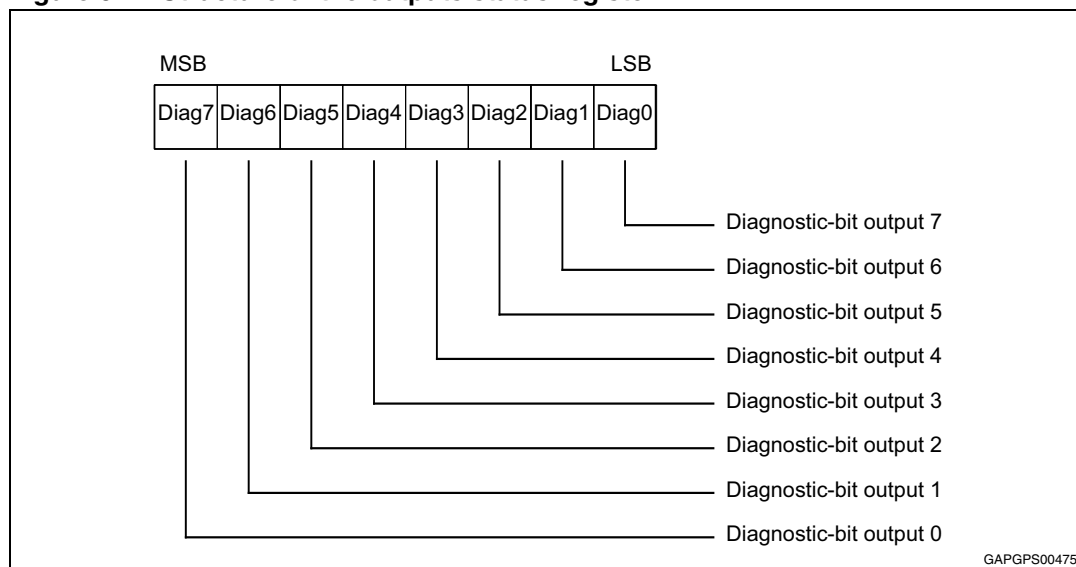 MSB LSB
Diag7 Diag6 Diag5 Diag4 Diag3 Diag2 Diag1 Diag0
Diagnostic-bit output 7
Diagnostic-bit output 6
Diagnostic-bit output 5
Diagnostic-bit output 4
Diagnostic-bit output 3
Diagnostic-bit output 2
Diagnostic-bit output 1
Diagnostic-bit output 0
GAPGPS00475